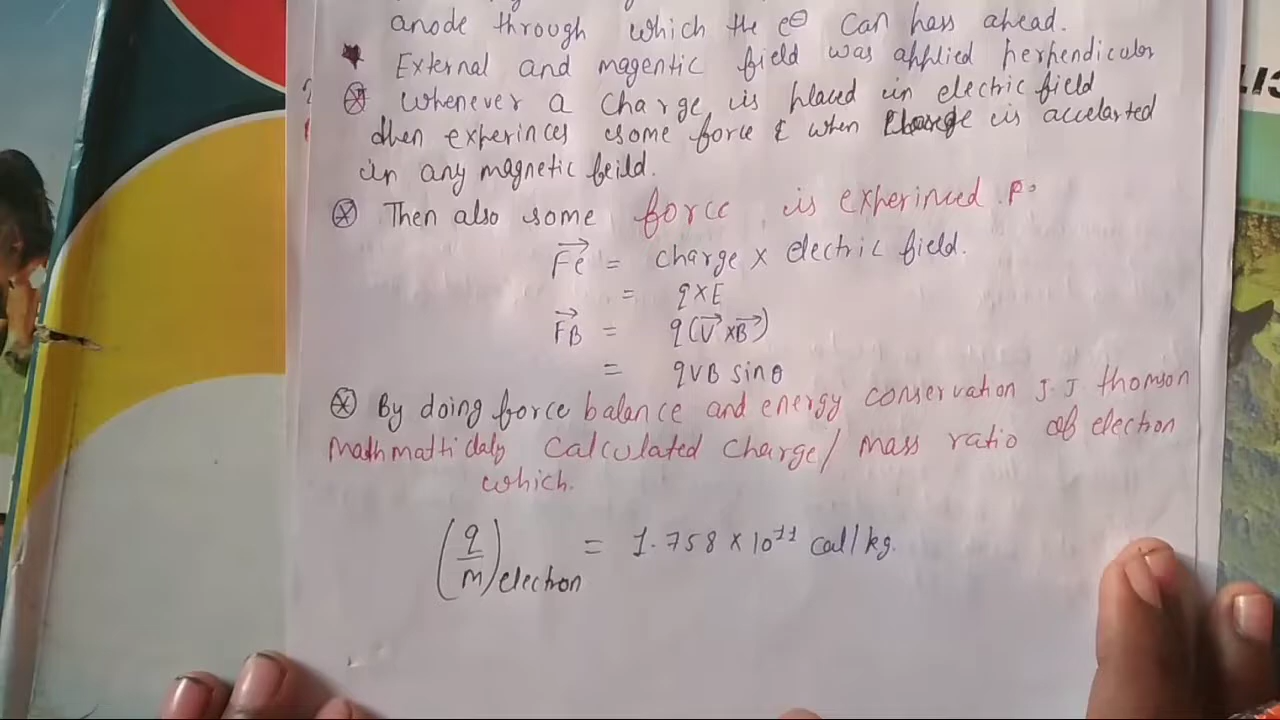 anode through which the e⊖ can pass ahead.
★ External and magentic field was applied perpendicular
⊛ Whenever a charge is placed in electric field
then experinces some force & when charge is accelarted
in any magnetic feild.
⊛ Then also some force is experinced F:
F⃗e = charge × electric field.
= q×E
F⃗B = q(V⃗×B⃗)
= qVB sinθ
⊛ By doing force balance and energy conservation J.J thomson
Mathmatically Calculated Charge/mass ratio of electron
which.
(q/m) electron = 1.758 × 10¹¹ coul/kg.